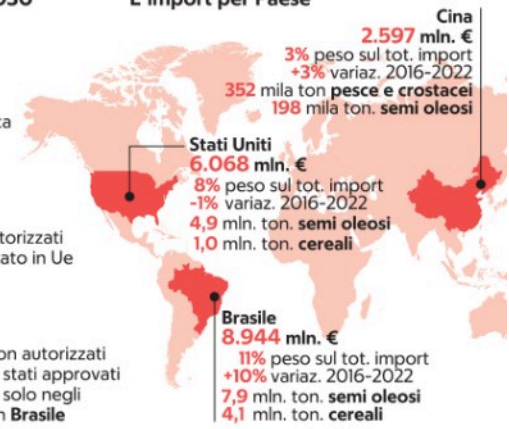 L'import per Paese
Cina
2.597 mln. €
3% peso sul tot. import
+3% variaz. 2016-2022
352 mila ton pesce e crostacei
198 mila ton. semi oleosi
Stati Uniti
6.068 mln. €
8% peso sul tot. import
-1% variaz. 2016-2022
4,9 mln. ton. semi oleosi
1,0 mln. ton. cereali
Brasile
8.944 mln. €
11% peso sul tot. import
+10% variaz. 2016-2022
7,9 mln. ton. semi oleosi
4,1 mln. ton. cereali
torizzati
ato in Ue
on autorizzati
stati approvati
solo negli
Brasile